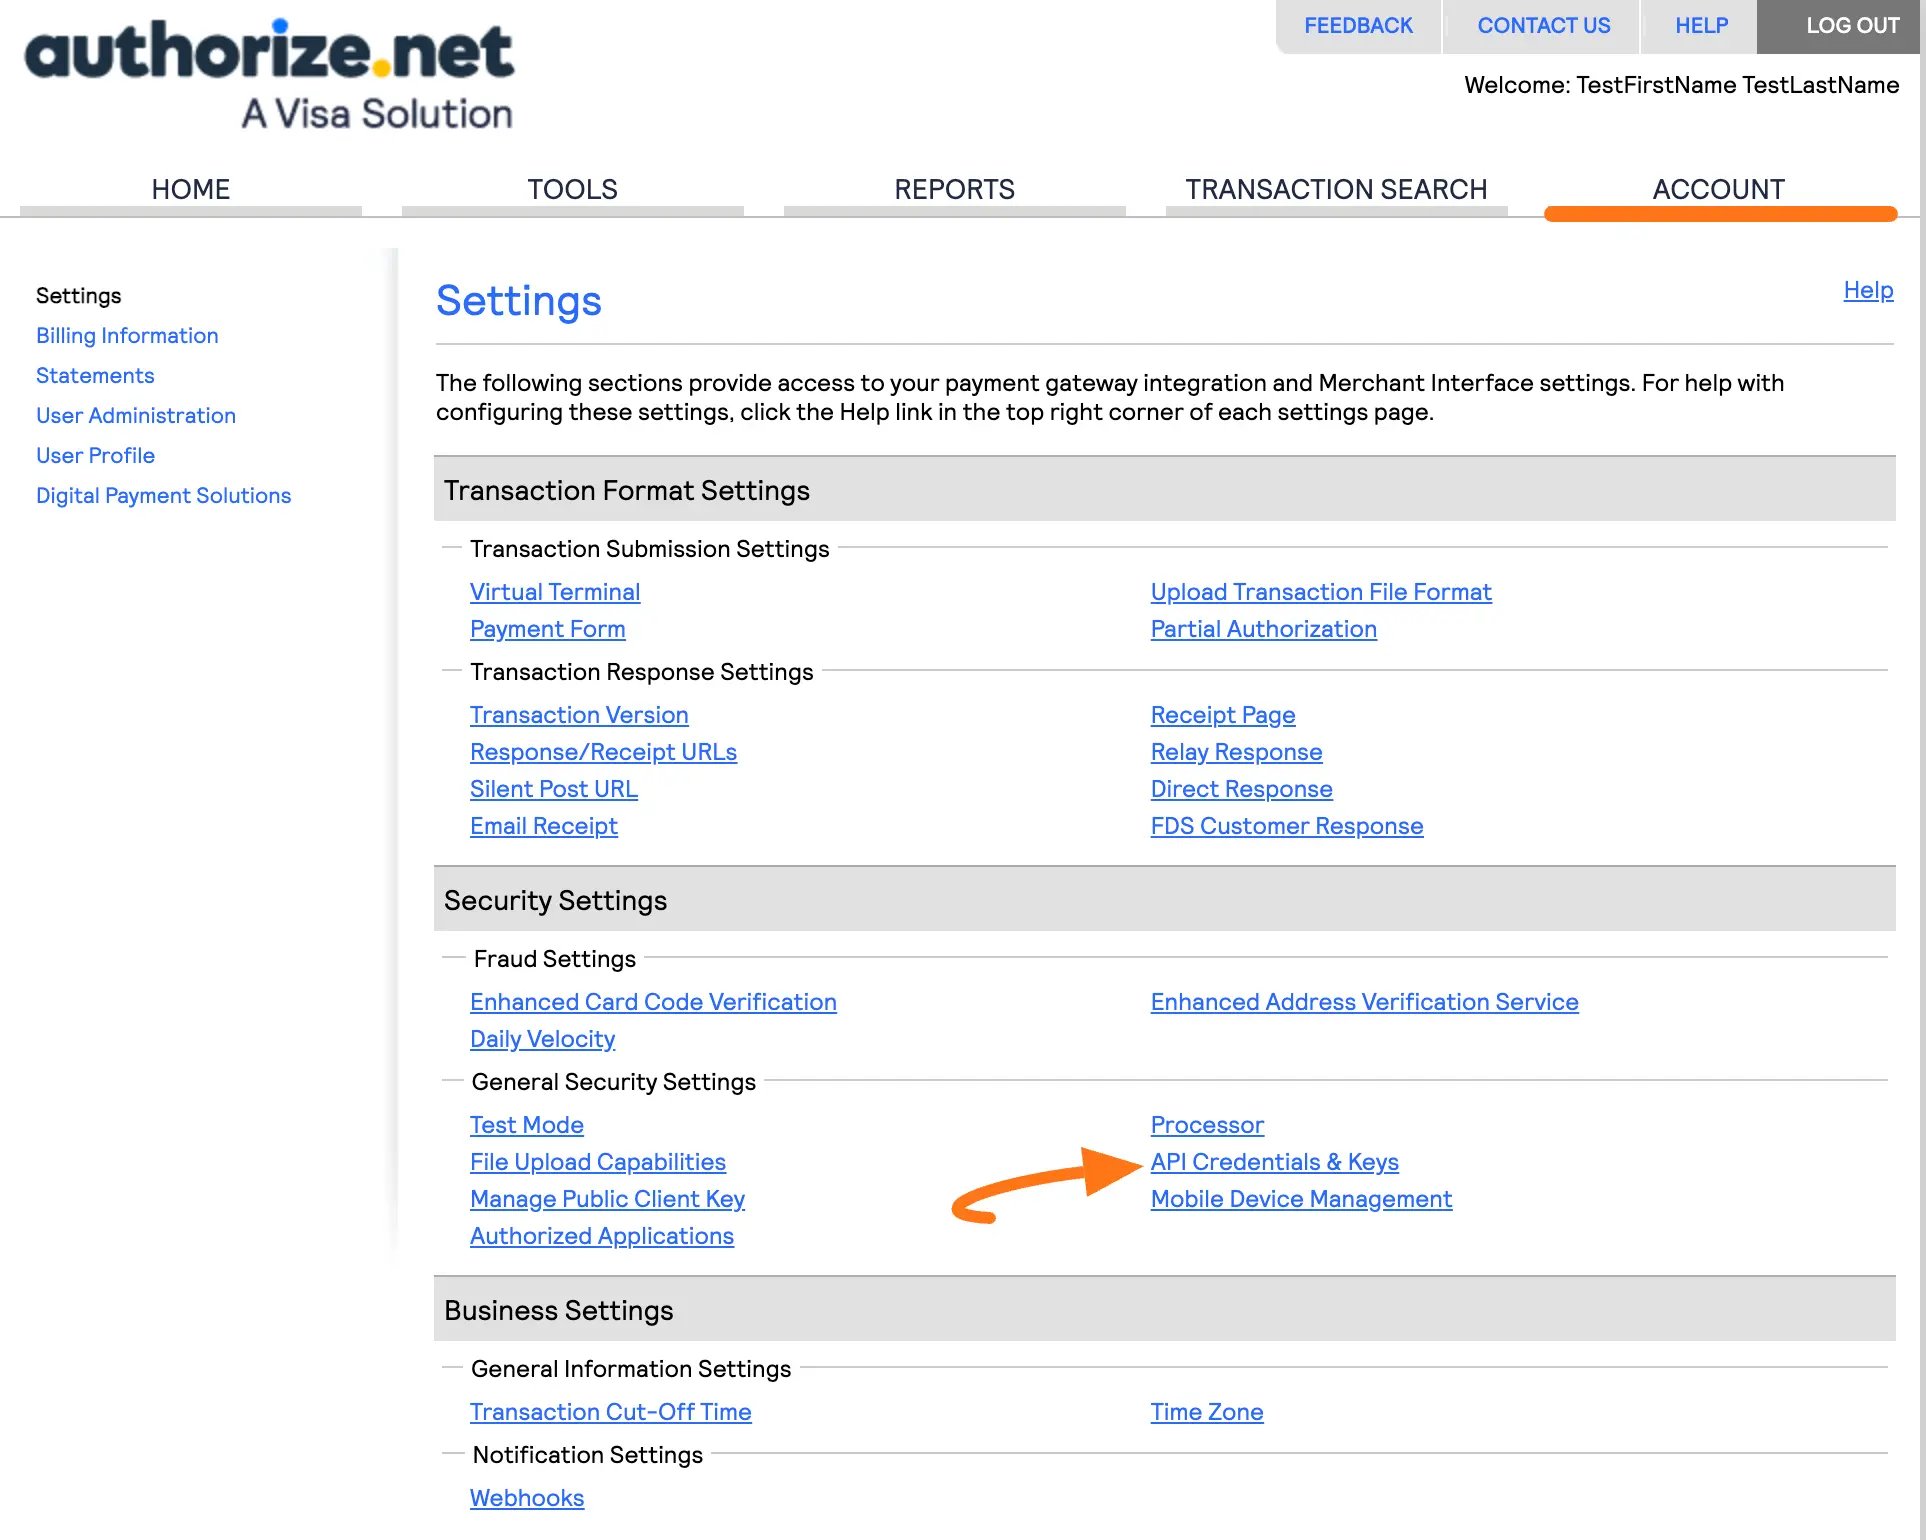 authorize.net
A Visa Solution
FEEDBACK
CONTACT US
HELP
LOG OUT
Welcome: TestFirstName TestLastName
HOME
TOOLS
REPORTS
TRANSACTION SEARCH
ACCOUNT
Settings
Billing Information
Statements
User Administration
User Profile
Digital Payment Solutions
Settings
Help
The following sections provide access to your payment gateway integration and Merchant Interface settings. For help with
configuring these settings, click the Help link in the top right corner of each settings page.
Transaction Format Settings
Transaction Submission Settings
Virtual Terminal
Upload Transaction File Format
Payment Form
Partial Authorization
Transaction Response Settings
Transaction Version
Receipt Page
Response/Receipt URLs
Relay Response
Silent Post URL
Direct Response
Email Receipt
FDS Customer Response
Security Settings
Fraud Settings
Enhanced Card Code Verification
Enhanced Address Verification Service
Daily Velocity
General Security Settings
Test Mode
Processor
File Upload Capabilities
API Credentials & Keys
Manage Public Client Key
Mobile Device Management
Authorized Applications
Business Settings
General Information Settings
Transaction Cut-Off Time
Time Zone
Notification Settings
Webhooks